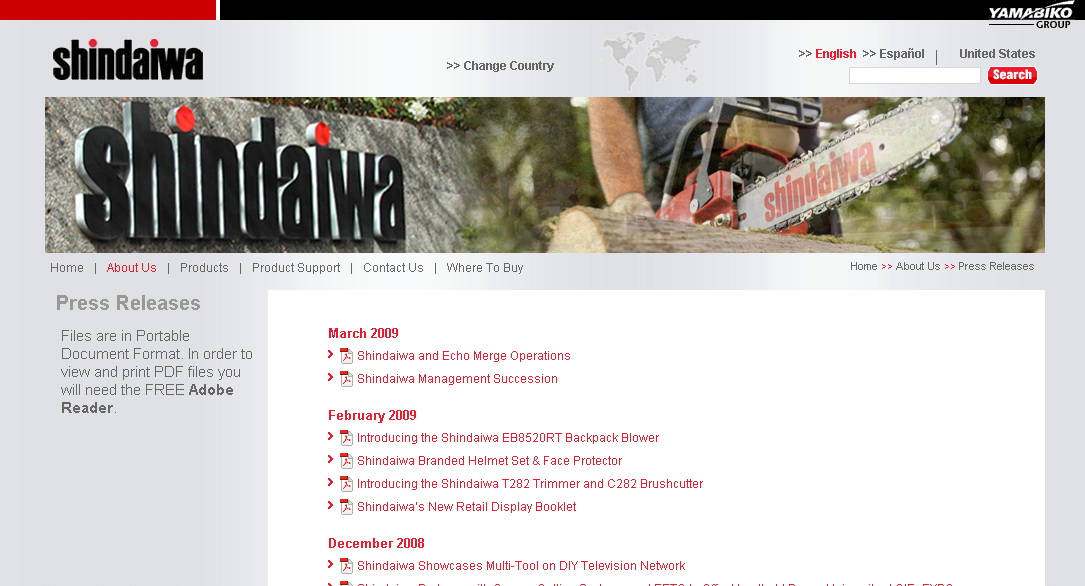 YAMABIKO
GROUP
shindaiwa
>> Change Country
>> English >> Español | United States
Search
shindaiwa
shindaiwa
Home | About Us | Products | Product Support | Contact Us | Where To Buy
Home >> About Us >> Press Releases
Press Releases
Files are in Portable
Document Format. In order to
view and print PDF files you
will need the FREE Adobe
Reader.
March 2009
Shindaiwa and Echo Merge Operations
Shindaiwa Management Succession
February 2009
Introducing the Shindaiwa EB8520RT Backpack Blower
Shindaiwa Branded Helmet Set & Face Protector
Introducing the Shindaiwa T282 Trimmer and C282 Brushcutter
Shindaiwa's New Retail Display Booklet
December 2008
Shindaiwa Showcases Multi-Tool on DIY Television Network